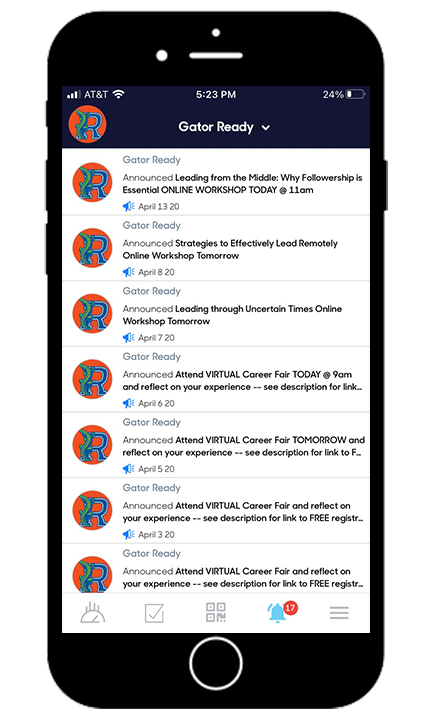 AT&T 5:23 PM 24%
R
Gator Ready
Gator Ready
R
Announced Leading from the Middle: Why Followership is
Essential ONLINE WORKSHOP TODAY @ 11am
April 13 20
Gator Ready
R
Announced Strategies to Effectively Lead Remotely
Online Workshop Tomorrow
April 8 20
Gator Ready
R
Announced Leading through Uncertain Times Online
Workshop Tomorrow
April 7 20
Gator Ready
R
Announced Attend VIRTUAL Career Fair TODAY @ 9am
and reflect on your experience -- see description for link...
April 6 20
Gator Ready
R
Announced Attend VIRTUAL Career Fair TOMORROW and
reflect on your experience -- see description for link to F...
April 5 20
Gator Ready
R
Announced Attend VIRTUAL Career Fair and reflect on
your experience -- see description for link to FREE registr...
April 3 20
Gator Ready
R
Announced Attend VIRTUAL Career Fair and reflect on
your experience -- see description for link to FREE registr...
17